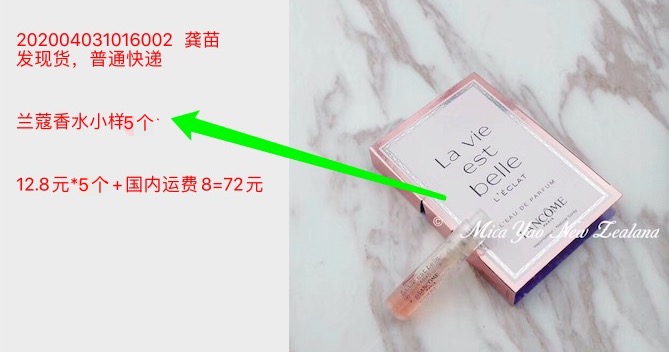 202004031016002 龚苗
发现货，普通快递
兰蔻香水小样5个
12.8元*5个+国内运费8=72元
La vie
est
belle
L'ÉCLAT
L'EAU DE PARFUM
LANCÔME
© Mica Yao New Zealand
LANCÔME